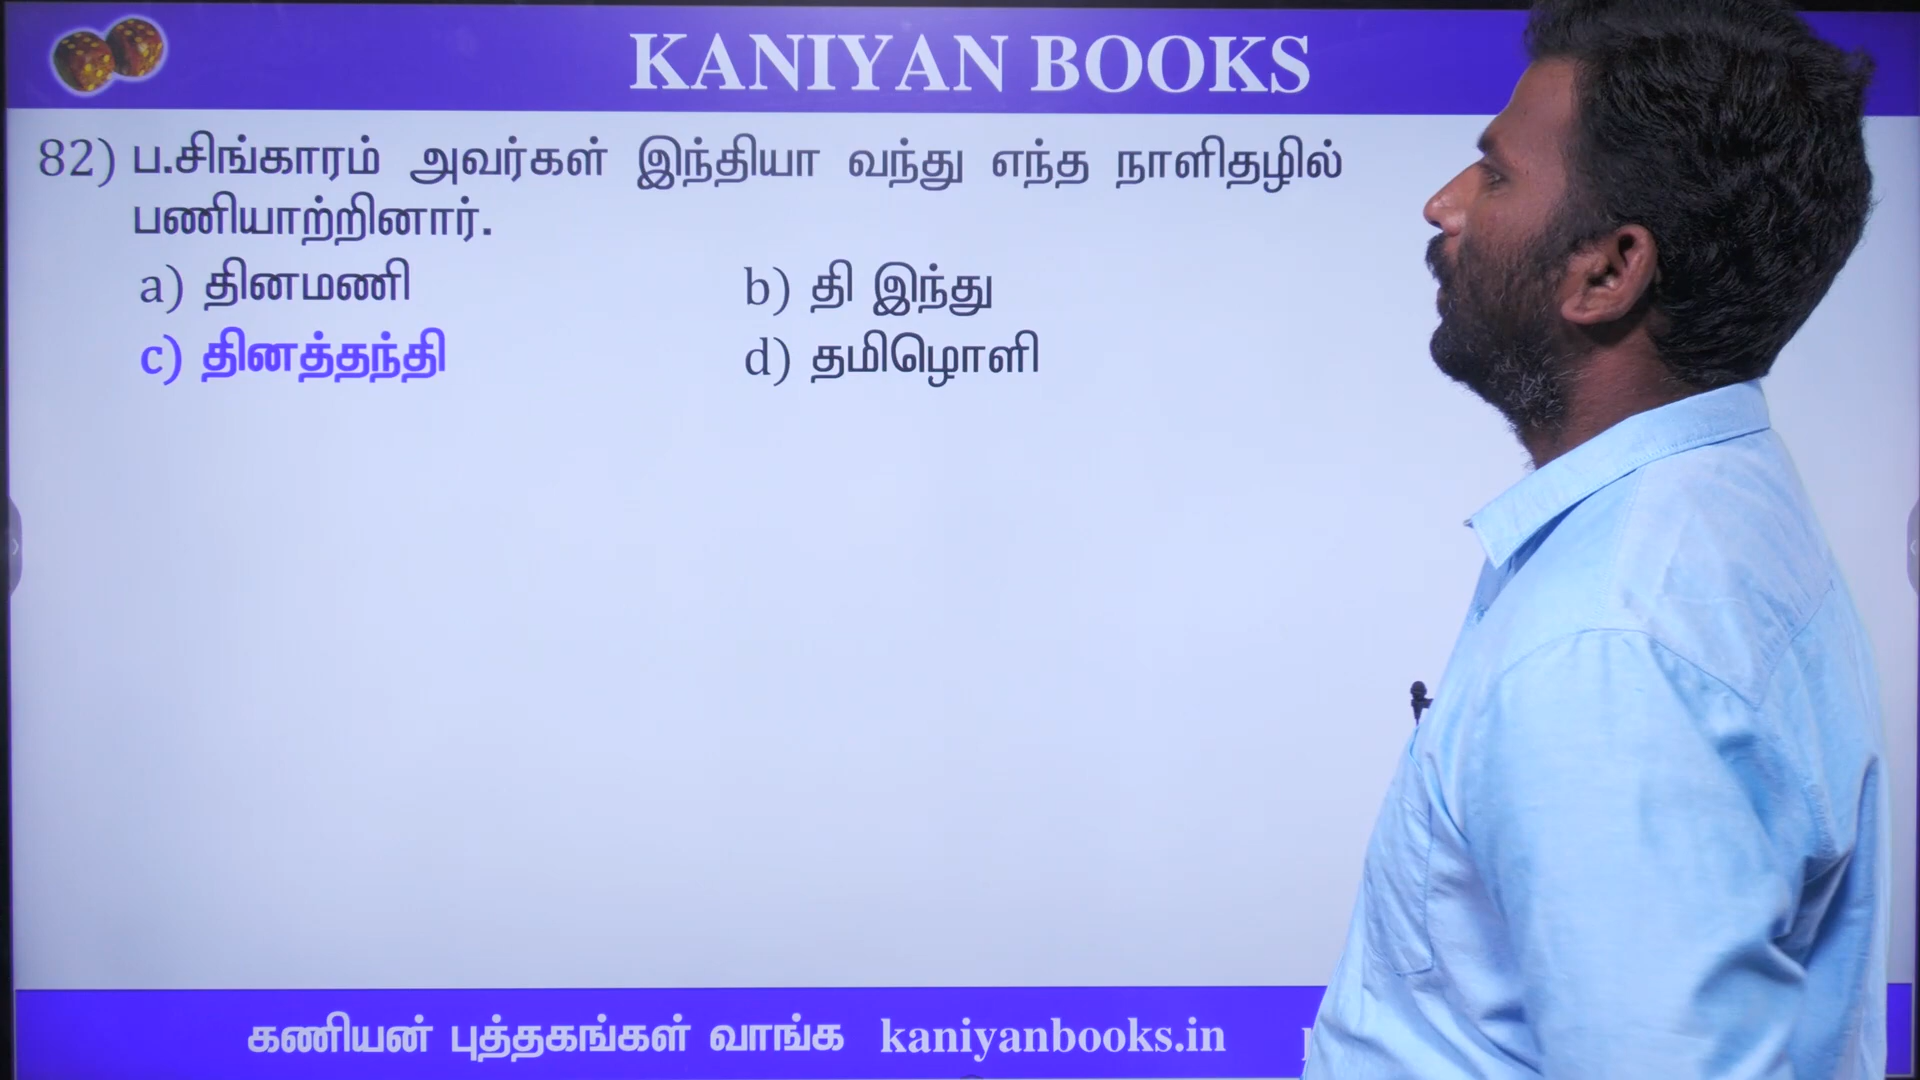 KANIYAN BOOKS
82) ப.சிங்காரம் அவர்கள் இந்தியா வந்து எந்த நாளிதழில்
பணியாற்றினார்.
a) தினமணி
b) தி இந்து
c) தினத்தந்தி
d) தமிழொளி
கணியன் புத்தகங்கள் வாங்க kaniyanbooks.in